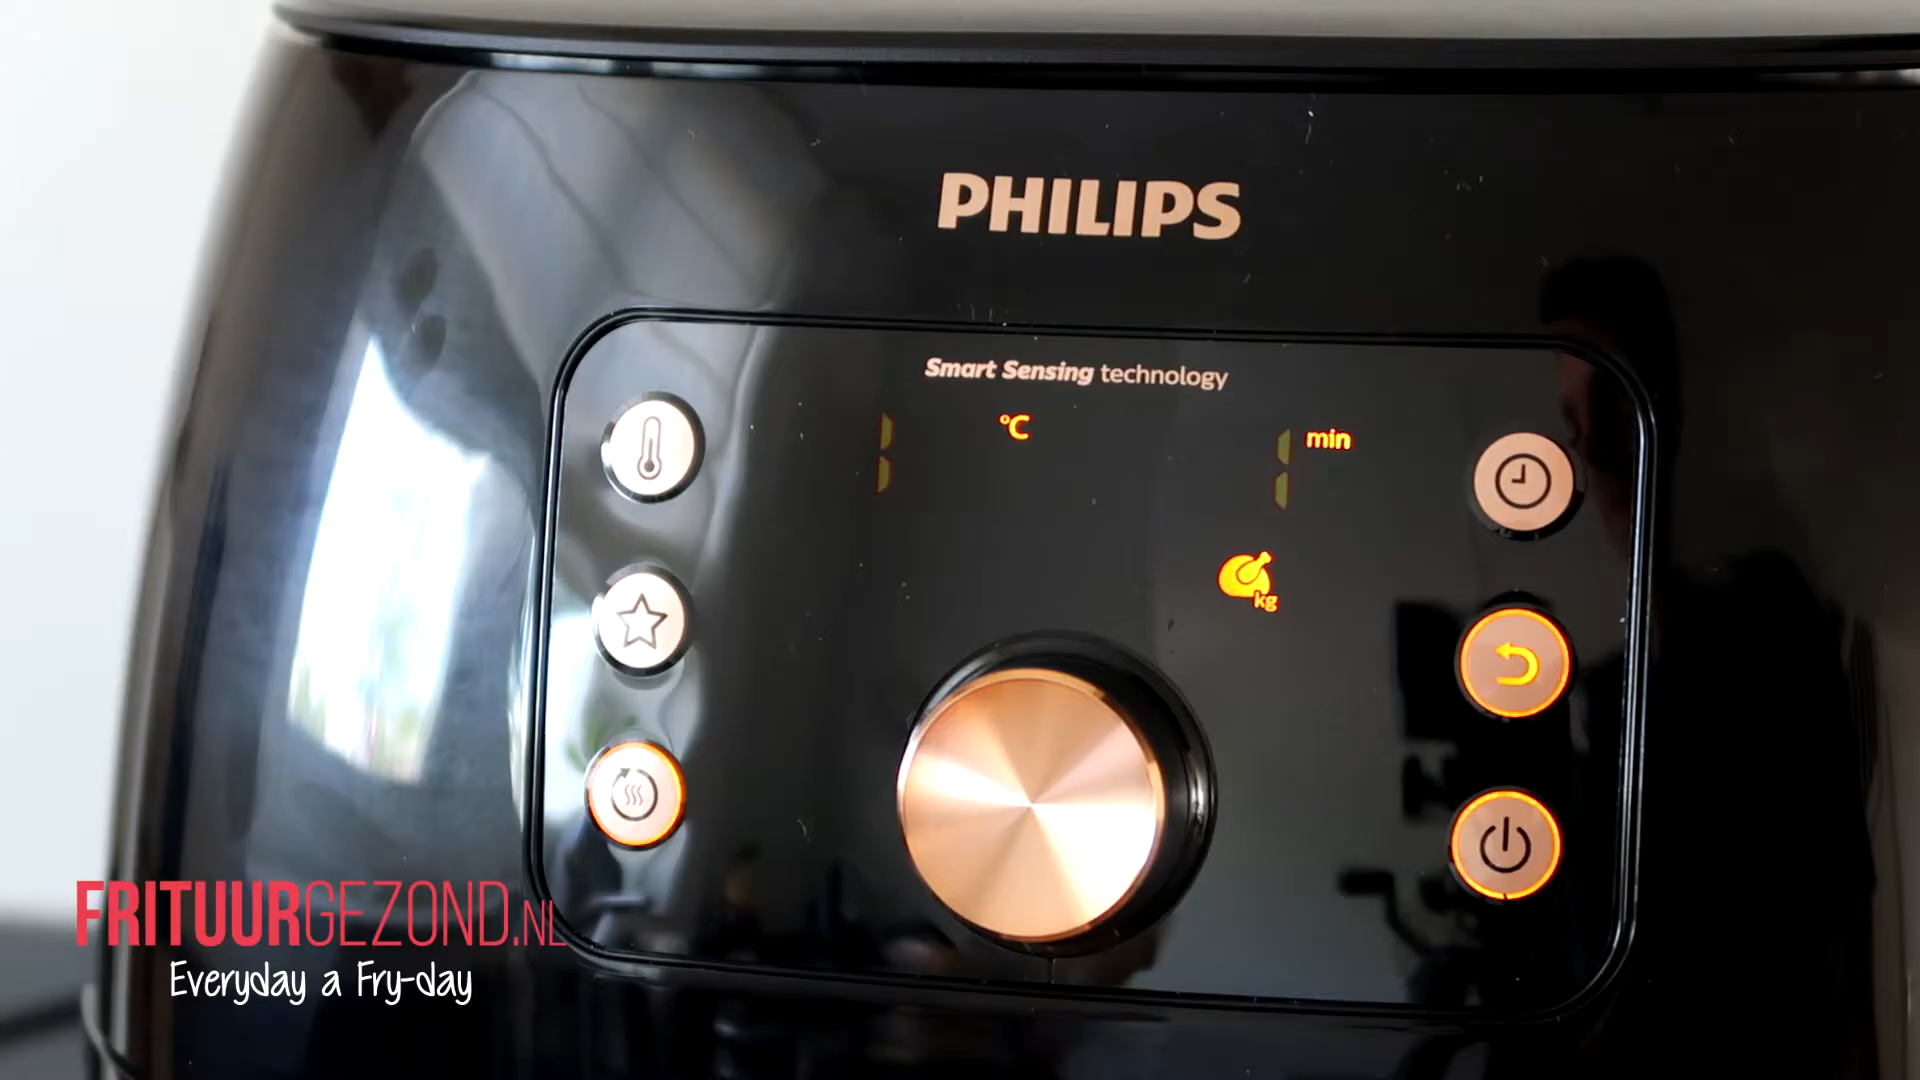 PHILIPS
Smart Sensing technology
°C
min
kg
FRITUURGEZOND.NL
Everyday a Fry-day